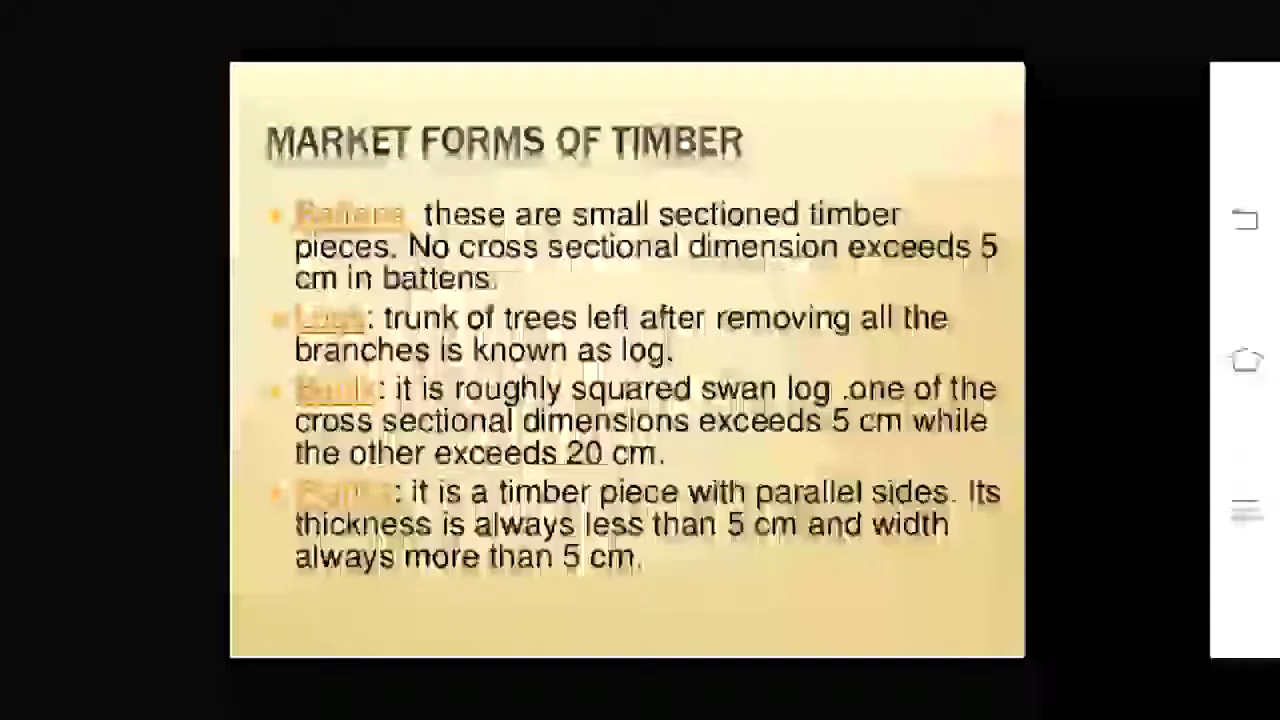 MARKET FORMS OF TIMBER
Battens these are small sectioned timber
pieces. No cross sectional dimension exceeds 5
cm in battens.
Logs: trunk of trees left after removing all the
branches is known as log.
: it is roughly squared swan log .one of the
cross sectional dimensions exceeds 5 cm while
the other exceeds 20 cm.
: it is a timber piece with parallel sides. Its
thickness is always less than 5 cm and width
always more than 5 cm.